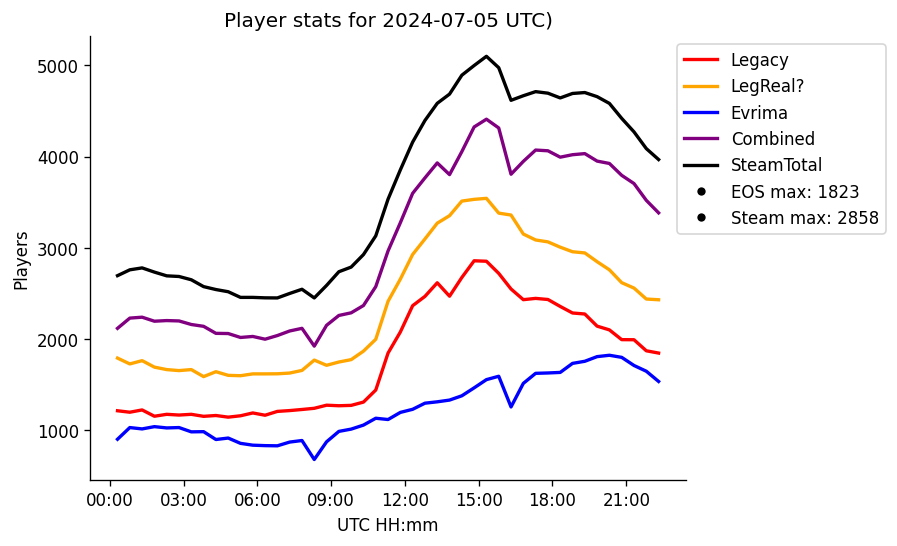 Player stats for 2024-07-05 UTC)
Players
5000
4000
3000
2000
1000
00:00 03:00 06:00 09:00 12:00 15:00 18:00 21:00
UTC HH:mm
Legacy
LegReal?
Evrima
Combined
SteamTotal
EOS max: 1823
Steam max: 2858